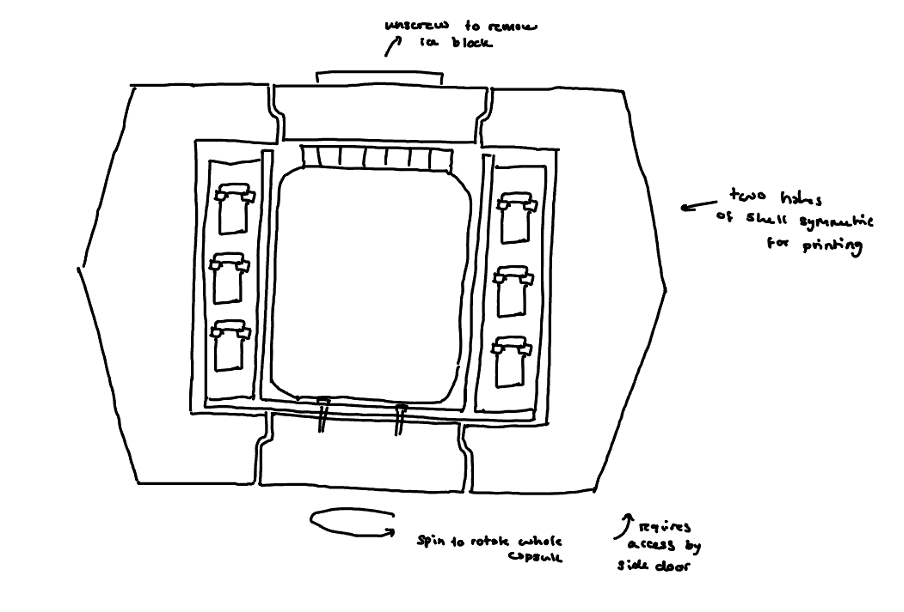 unscrew to remove
ice block
two halves
of shell symmetric
for printing
spin to rotate whole
capsule
requires
access by
side door